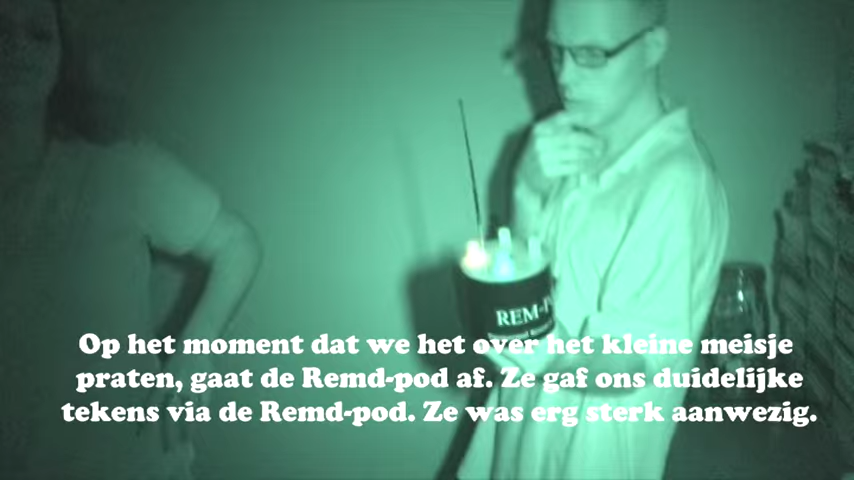 REM-P
Op het moment dat we het over het kleine meisje
praten, gaat de Remd-pod af. Ze gaf ons duidelijke
tekens via de Remd-pod. Ze was erg sterk aanwezig.